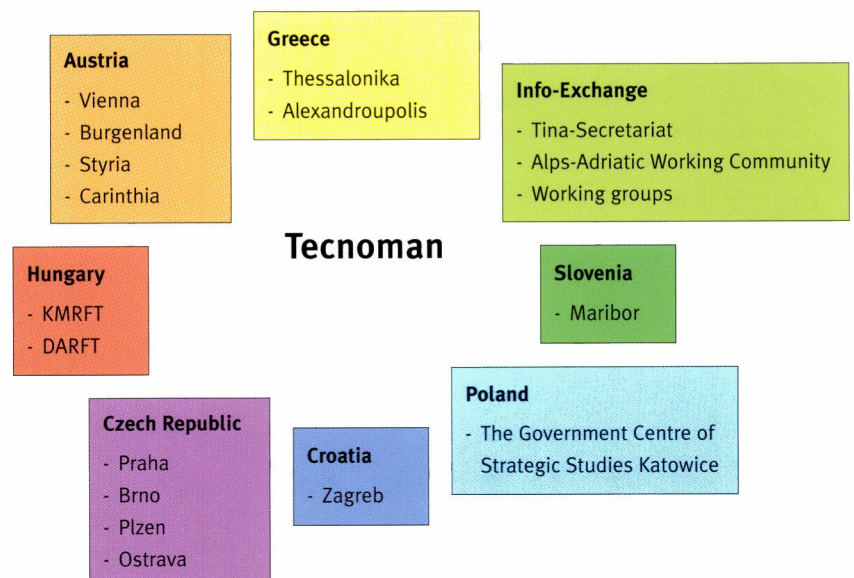 Austria
- Vienna
- Burgenland
- Styria
- Carinthia
Greece
- Thessalonika
- Alexandroupolis
Info-Exchange
- Tina-Secretariat
- Alps-Adriatic Working Community
- Working groups
Tecnoman
Hungary
- KMRFT
- DARFT
Slovenia
- Maribor
Czech Republic
- Praha
- Brno
- Plzen
- Ostrava
Croatia
- Zagreb
Poland
- The Government Centre of
Strategic Studies Katowice